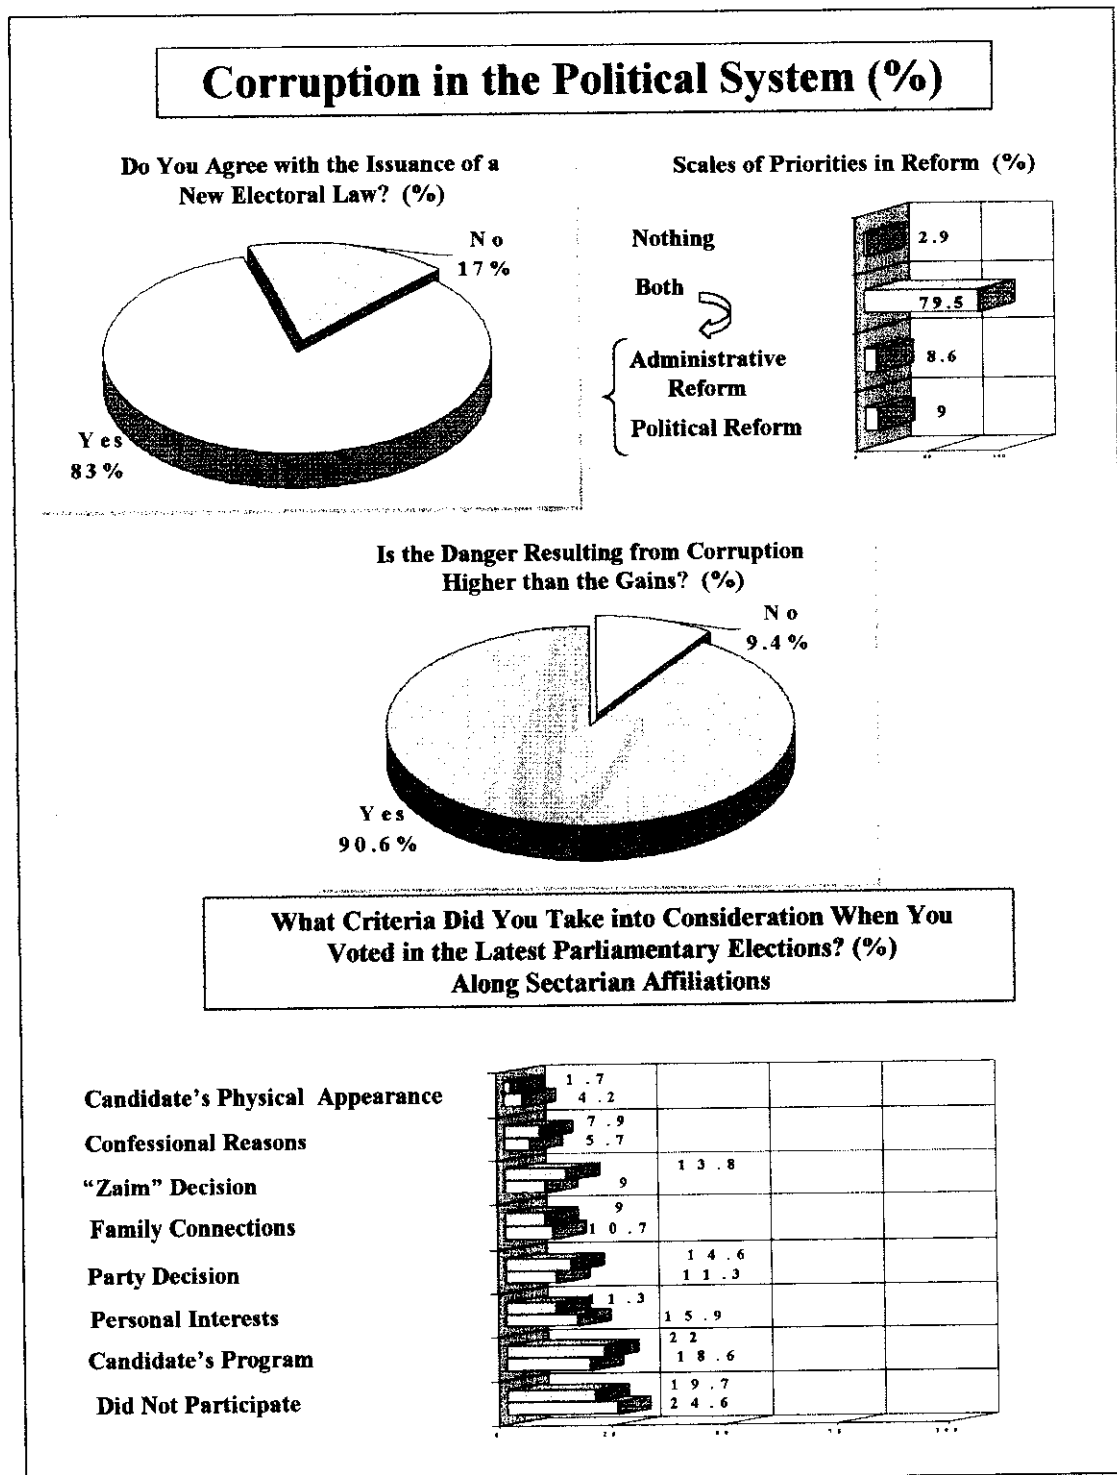 Corruption in the Political System (%)
Do You Agree with the Issuance of a
New Electoral Law? (%)
No
17%
Yes
83%
Scales of Priorities in Reform (%)
Nothing
2.9
Both
79.5
Administrative
Reform
8.6
Political Reform
9
Is the Danger Resulting from Corruption
Higher than the Gains? (%)
No
9.4%
Yes
90.6%
What Criteria Did You Take into Consideration When You
Voted in the Latest Parliamentary Elections? (%)
Along Sectarian Affiliations
Candidate's Physical Appearance
1.7
4.2
Confessional Reasons
7.9
5.7
"Zaim" Decision
13.8
9
Family Connections
9
10.7
Party Decision
14.6
11.3
Personal Interests
11.3
15.9
Candidate's Program
22
18.6
Did Not Participate
19.7
24.6